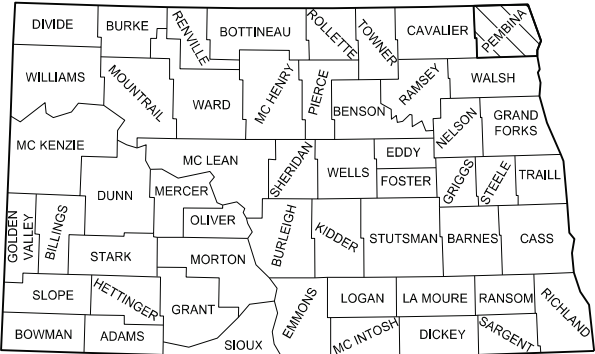 DIVIDE
BURKE
RENVILLE
BOTTINEAU
ROLLETTE
TOWNER
CAVALIER
PEMBINA
WILLIAMS
MOUNTRAIL
WARD
MC HENRY
PIERCE
BENSON
RAMSEY
WALSH
NELSON
GRAND
FORKS
MC KENZIE
MC LEAN
SHERIDAN
WELLS
EDDY
FOSTER
GRIGGS
STEELE
TRAILL
DUNN
MERCER
OLIVER
GOLDEN
VALLEY
BILLINGS
STARK
MORTON
BURLEIGH
KIDDER
STUTSMAN
BARNES
CASS
SLOPE
HETTINGER
GRANT
EMMONS
LOGAN
LA MOURE
RANSOM
RICHLAND
BOWMAN
ADAMS
SIOUX
MC INTOSH
DICKEY
SARGENT